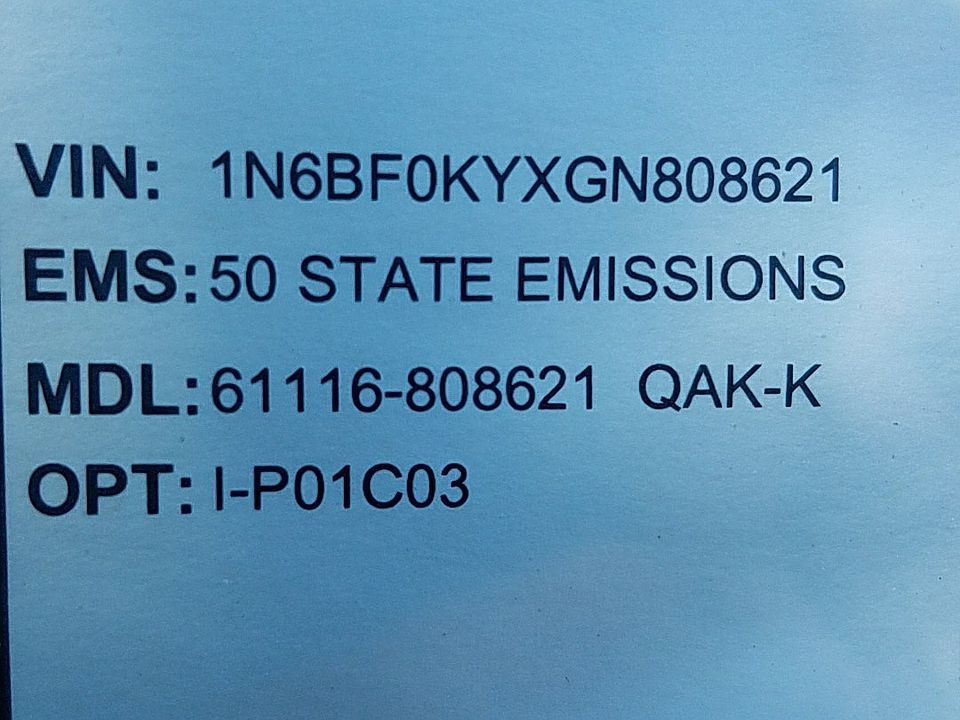 VIN: 1N6BF0KYXGN808621
EMS: 50 STATE EMISSIONS
MDL: 61116-808621 QAK-K
OPT: I-P01C03